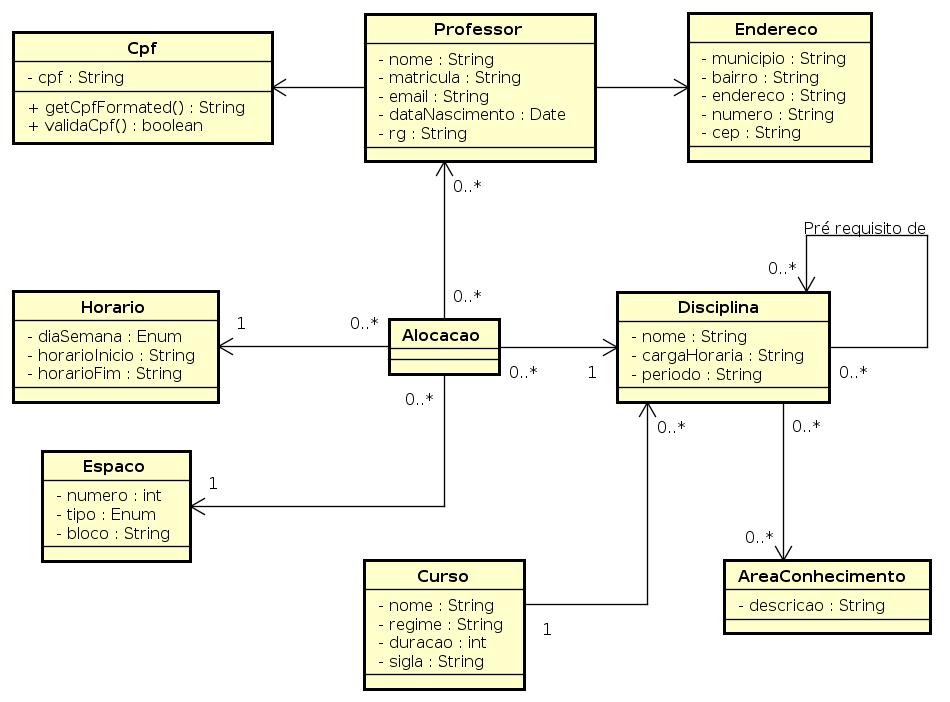 Cpf
- cpf : String
+ getCpfFormated() : String
+ validaCpf() : boolean
Professor
- nome : String
- matricula : String
- email : String
- dataNascimento : Date
- rg : String
Endereco
- municipio : String
- bairro : String
- endereco : String
- numero : String
- cep : String
0..*
0..*
Pré requisito de
0..*
0..*
Horario
- diaSemana : Enum
- horarioInicio : String
- horarioFim : String
1
0..*
Alocacao
0..*
1
0..*
Disciplina
- nome : String
- cargaHoraria : String
- periodo : String
Espaco
- numero : int
- tipo : Enum
- bloco : String
1
0..*
0..*
0..*
Curso
- nome : String
- regime : String
- duracao : int
- sigla : String
1
AreaConhecimento
- descricao : String